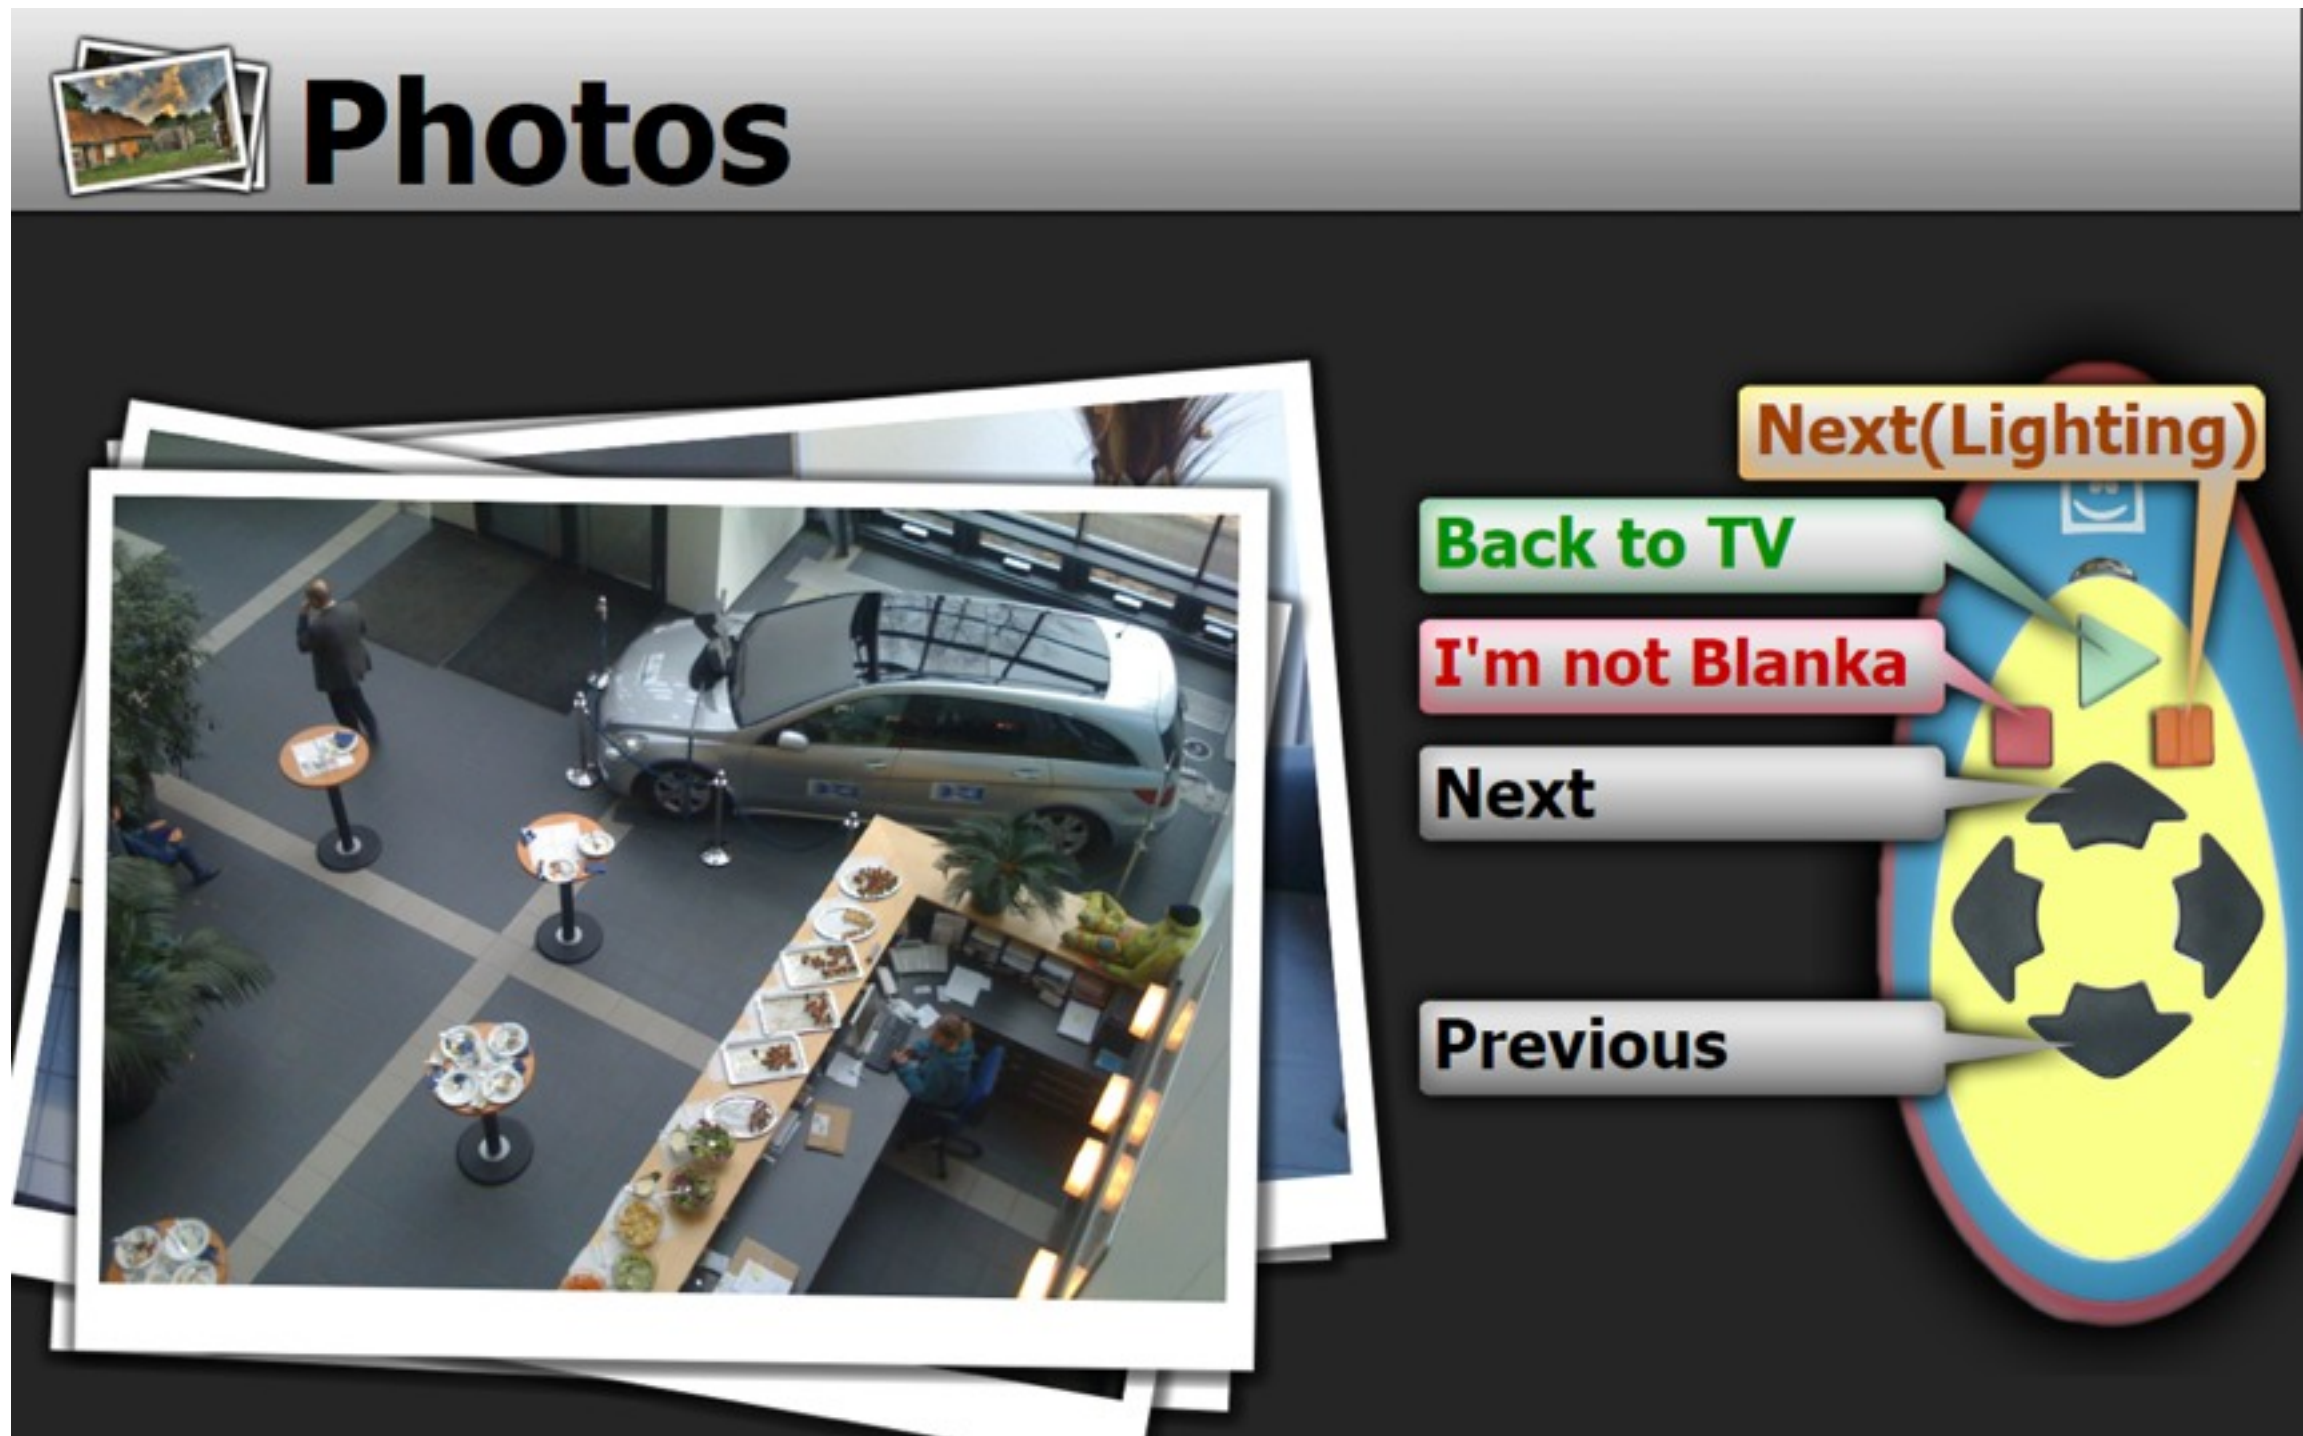 Photos
Next(Lighting)
Back to TV
I'm not Blanka
Next
Previous